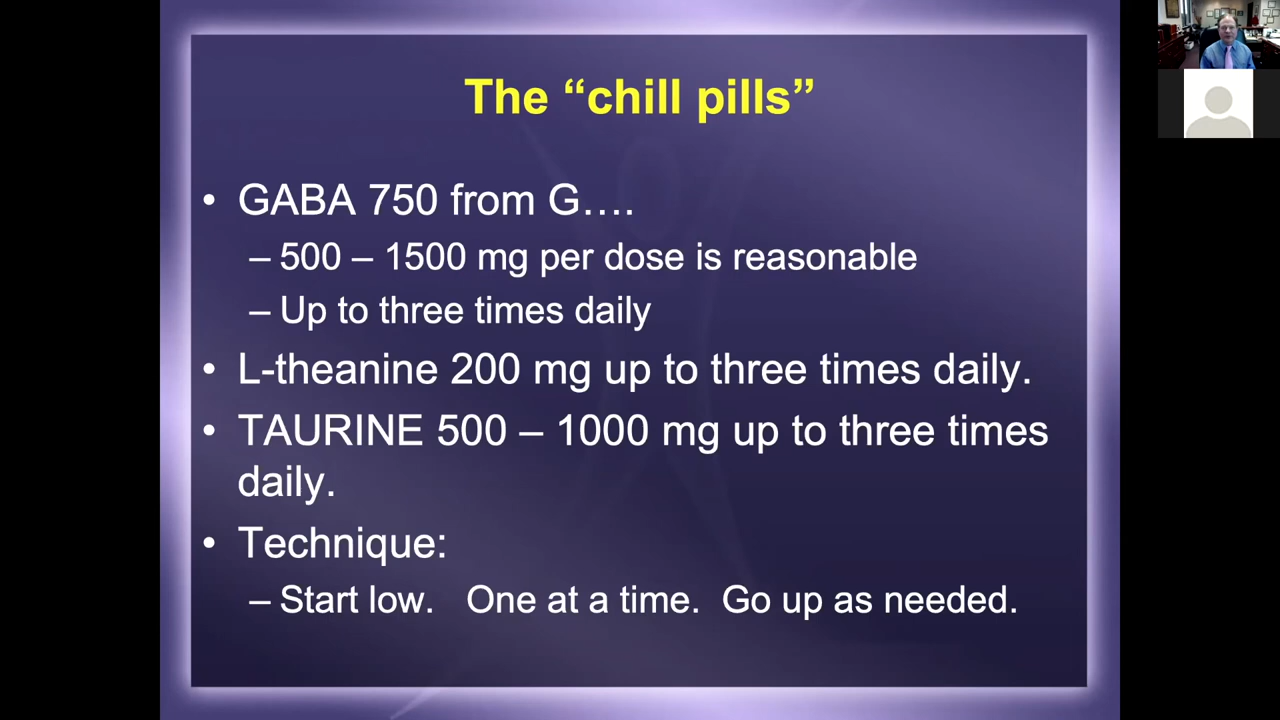 The “chill pills”
• GABA 750 from G….
– 500 – 1500 mg per dose is reasonable
– Up to three times daily
• L-theanine 200 mg up to three times daily.
• TAURINE 500 – 1000 mg up to three times
daily.
• Technique:
– Start low. One at a time. Go up as needed.